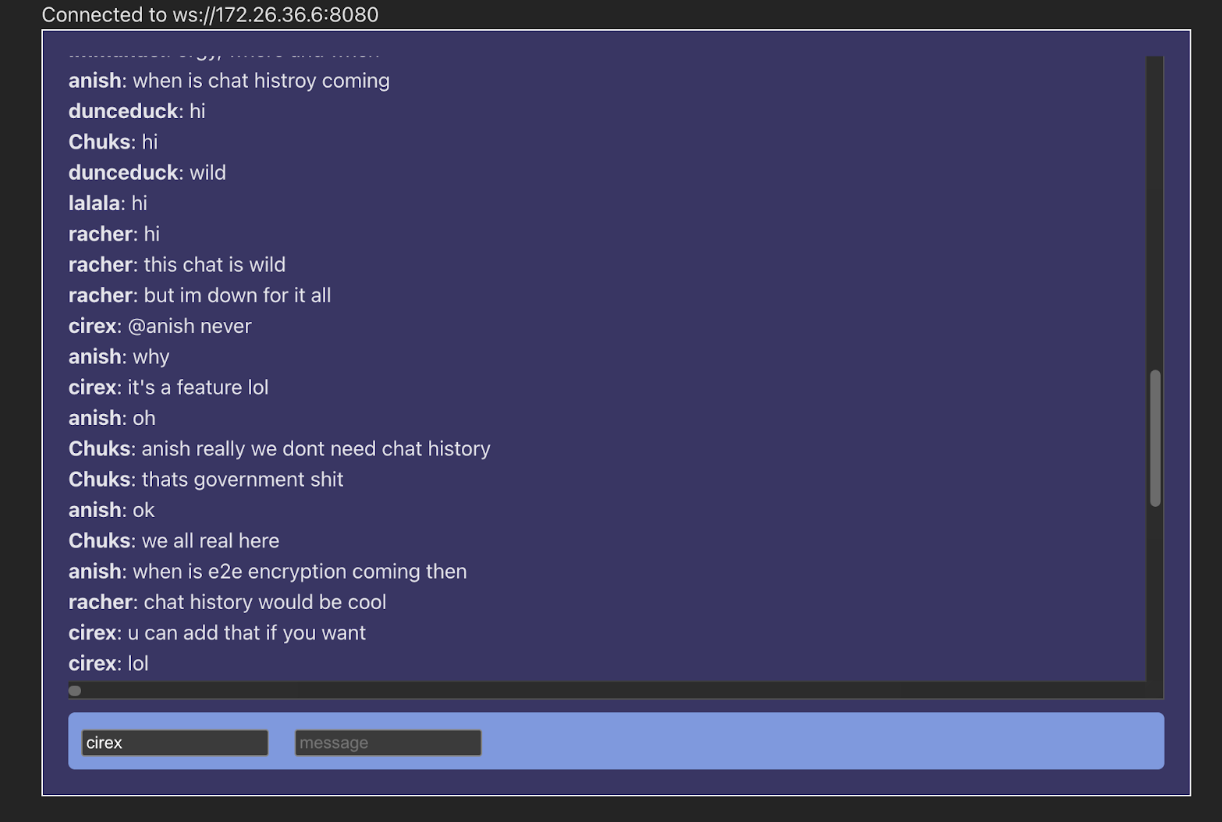 Connected to ws://172.26.36.6:8080
anish: when is chat histroy coming
dunceduck: hi
Chuks: hi
dunceduck: wild
lalala: hi
racher: hi
racher: this chat is wild
racher: but im down for it all
cirex: @anish never
anish: why
cirex: it's a feature lol
anish: oh
Chuks: anish really we dont need chat history
Chuks: thats government shit
anish: ok
Chuks: we all real here
anish: when is e2e encryption coming then
racher: chat history would be cool
cirex: u can add that if you want
cirex: lol
cirex message